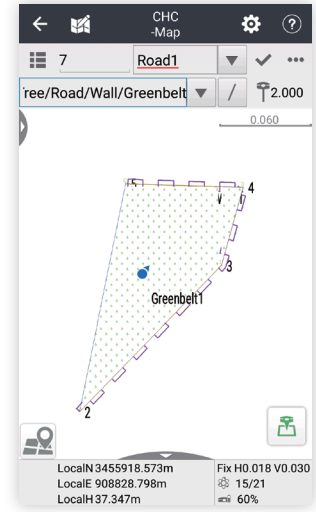 CHC
-Map
7
Road1
ree/Road/Wall/Greenbelt
2.000
0.060
5
4
3
Greenbelt1
2
LocalN 3455918.573m
LocalE 908828.798m
LocalH 37.347m
Fix H0.018 V0.030
15/21
60%